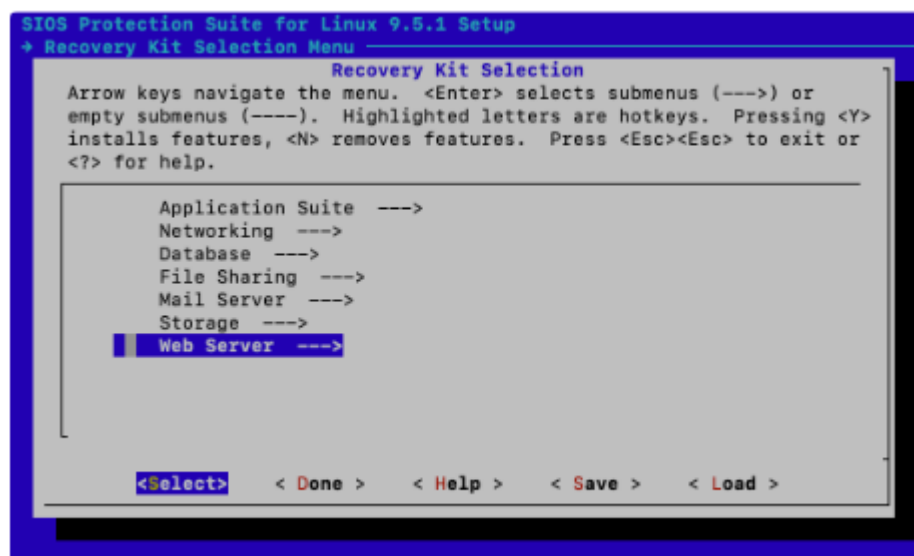 SIOS Protection Suite for Linux 9.5.1 Setup
→ Recovery Kit Selection Menu
Recovery Kit Selection
Arrow keys navigate the menu. <Enter> selects submenus (--->) or
empty submenus (----). Highlighted letters are hotkeys. Pressing <Y>
installs features, <N> removes features. Press <Esc><Esc> to exit or
<?> for help.
Application Suite --->
Networking --->
Database --->
File Sharing --->
Mail Server --->
Storage --->
Web Server --->
<Select> < Done > < Help > < Save > < Load >